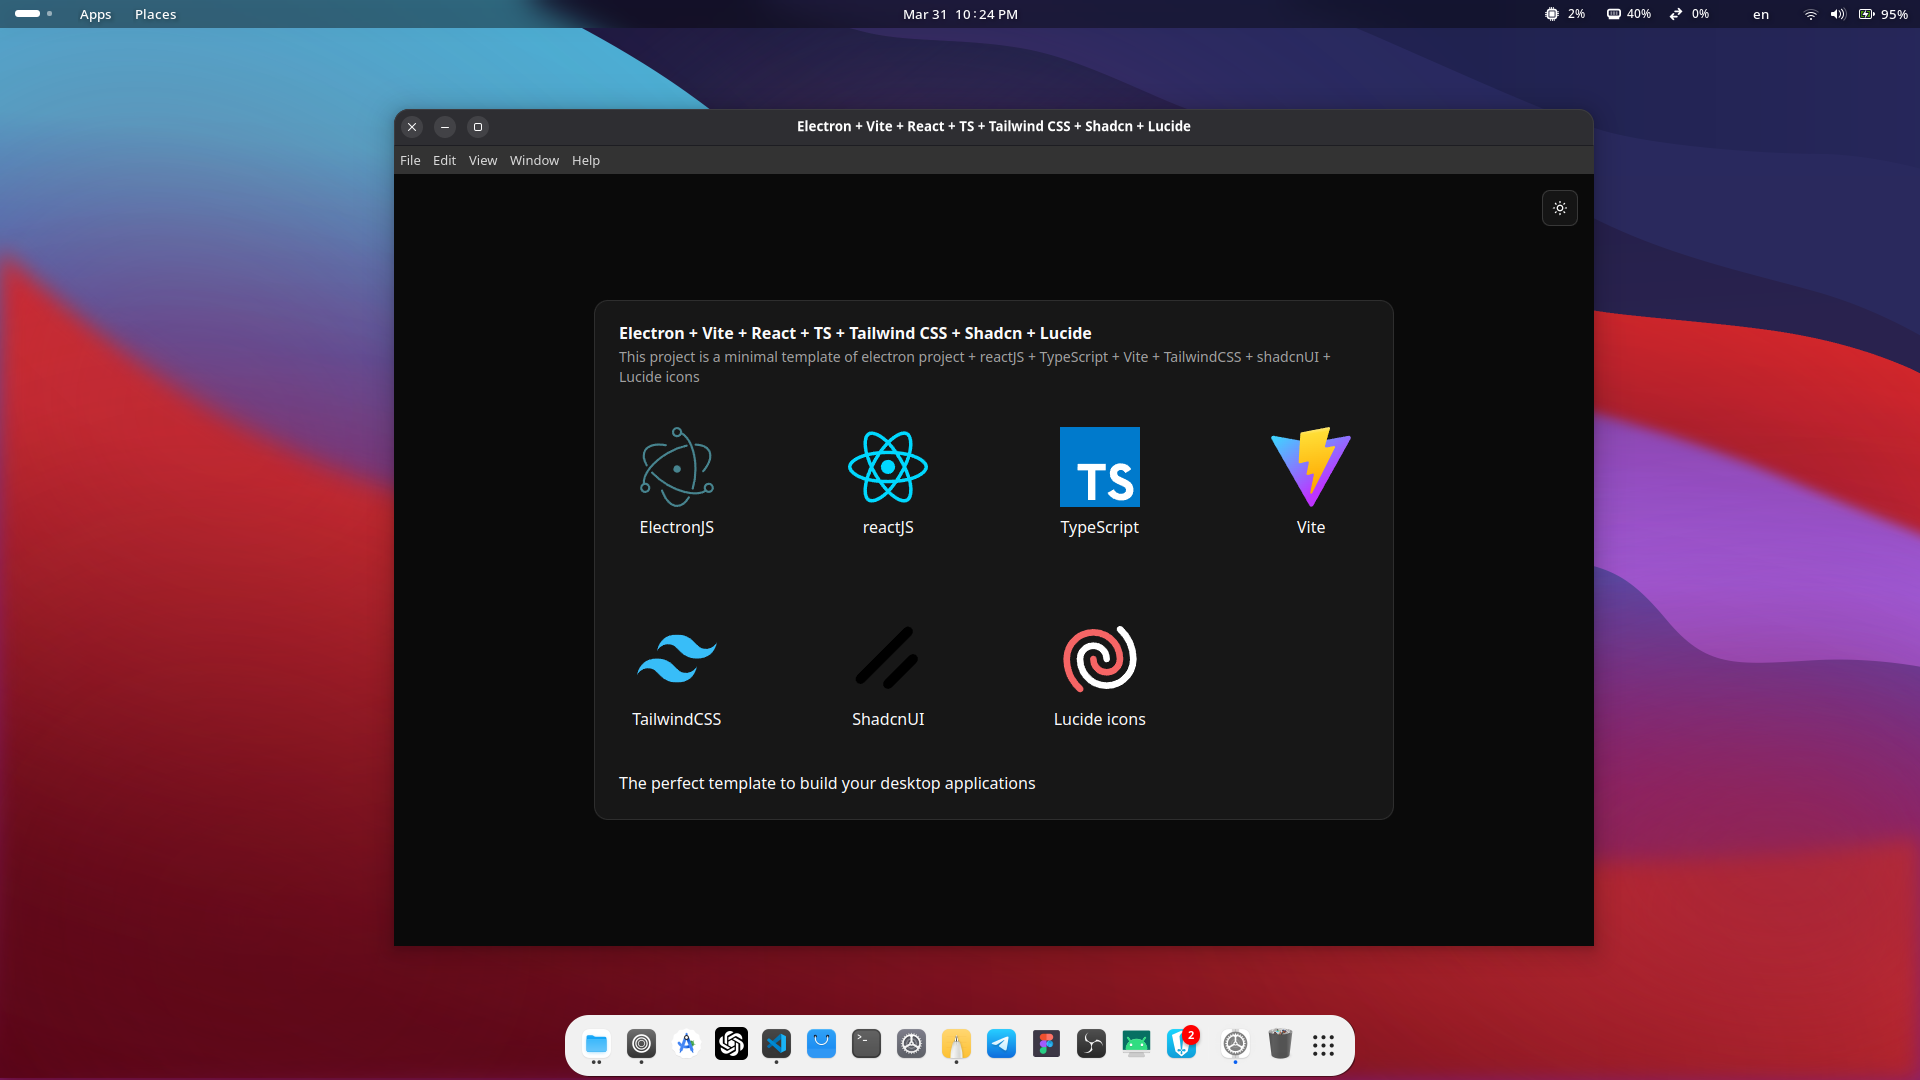 Apps Places Mar 31 10:24 PM 2% 40% 0% en 95%
Electron + Vite + React + TS + Tailwind CSS + Shadcn + Lucide
File Edit View Window Help
Electron + Vite + React + TS + Tailwind CSS + Shadcn + Lucide
This project is a minimal template of electron project + reactJS + TypeScript + Vite + TailwindCSS + shadcnUI +
Lucide icons
TS
ElectronJS reactJS TypeScript Vite
TailwindCSS ShadcnUI Lucide icons
The perfect template to build your desktop applications
2